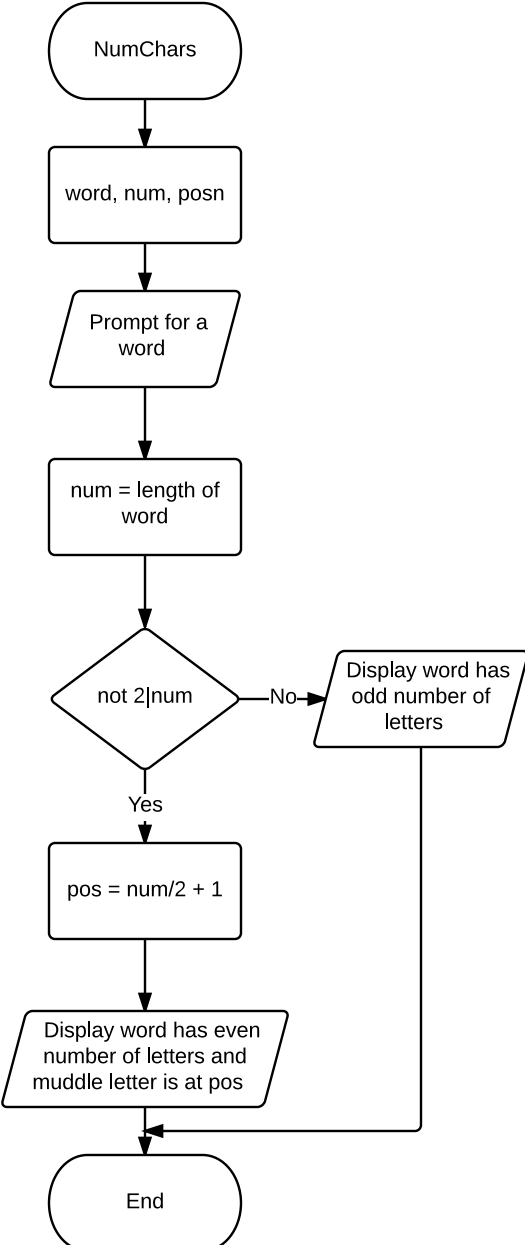 NumChars
word, num, posn
Prompt for a
word
num = length of
word
not 2|num
No
Display word has
odd number of
letters
Yes
pos = num/2 + 1
Display word has even
number of letters and
muddle letter is at pos
End